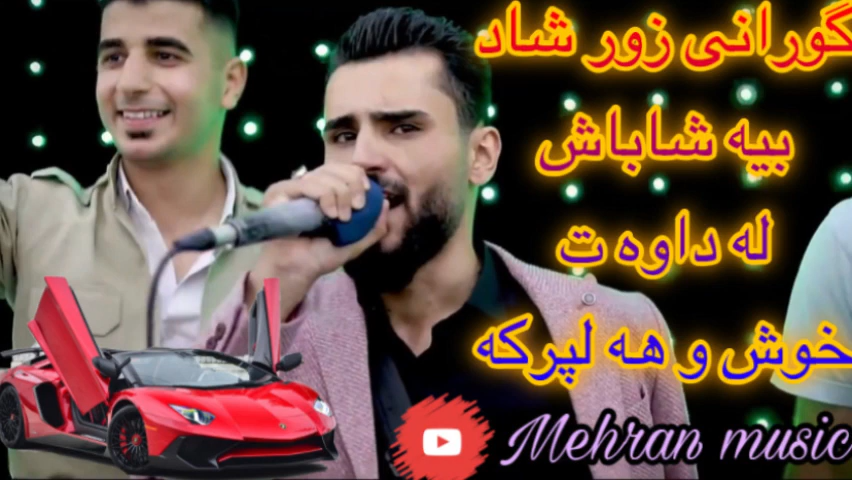 گورانی زور شاد
بیه شاباش
له داوه ت
خوش و هه لپرکه
Mehran music